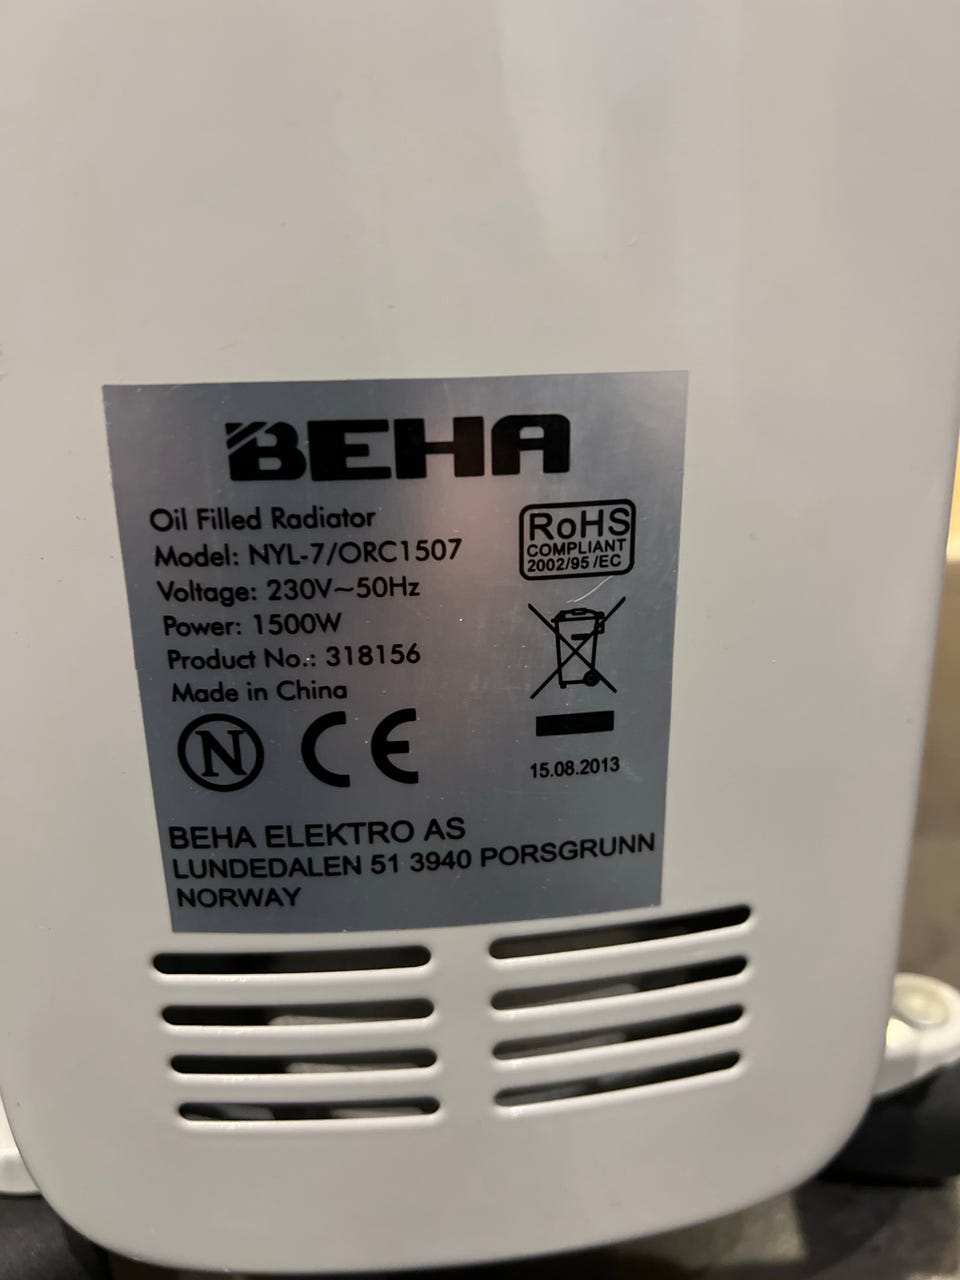 BEHA
Oil Filled Radiator
Model: NYL-7/ORC1507
Voltage: 230V~50Hz
Power: 1500W
Product No.: 318156
Made in China
N CE
RoHS
COMPLIANT
2002/95 /EC
15.08.2013
BEHA ELEKTRO AS
LUNDEDALEN 51 3940 PORSGRUNN
NORWAY